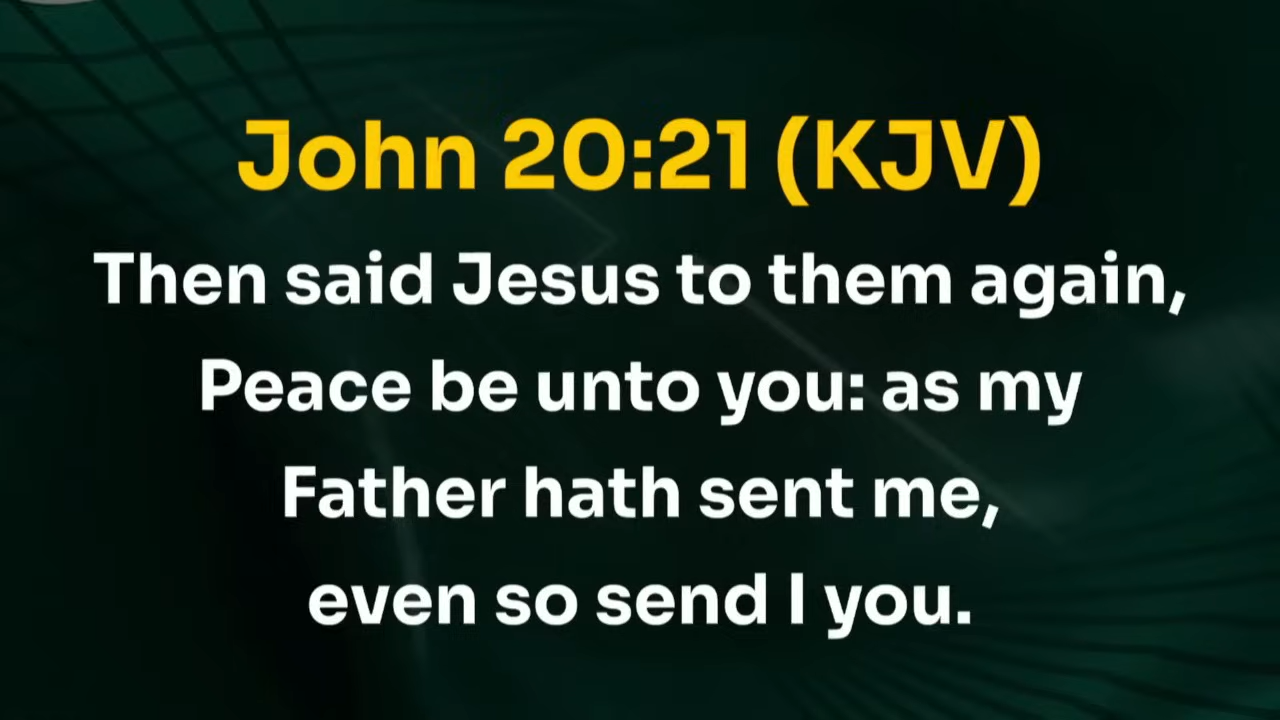 John 20:21 (KJV)
Then said Jesus to them again,
Peace be unto you: as my
Father hath sent me,
even so send I you.